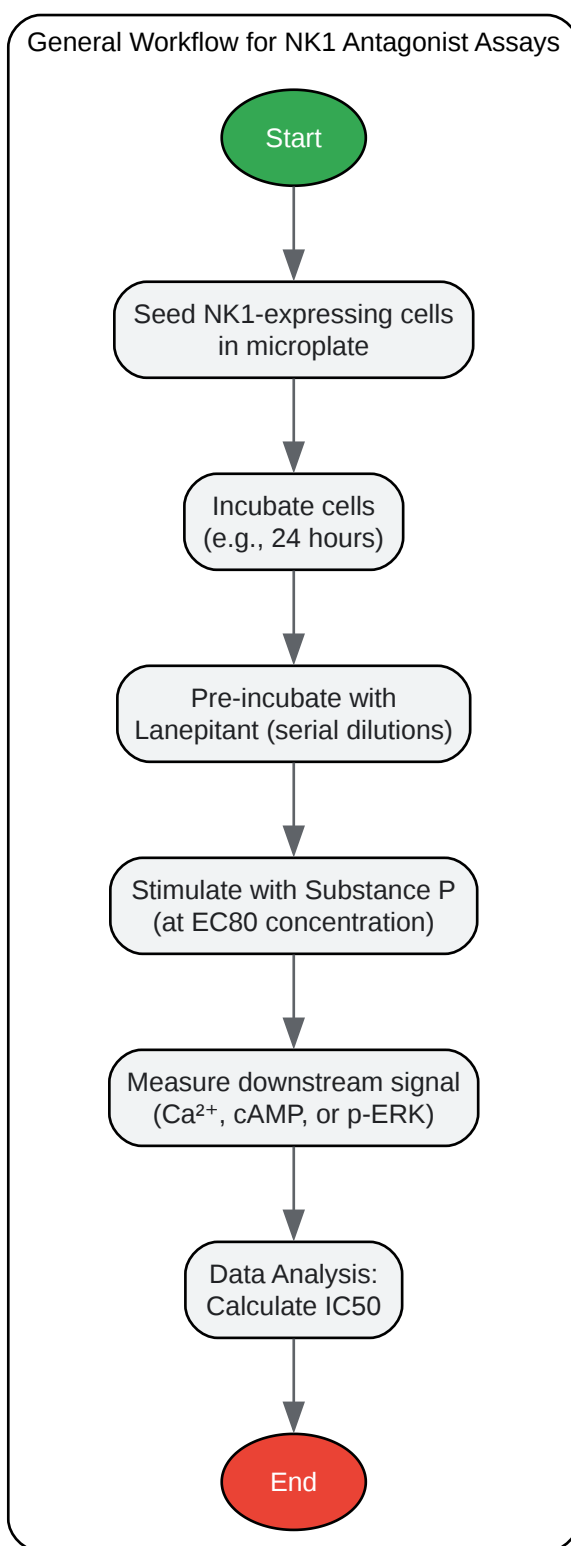 General Workflow for NK1 Antagonist Assays
Start
Seed NK1-expressing cells
in microplate
Incubate cells
(e.g., 24 hours)
Pre-incubate with
Lanepitant (serial dilutions)
Stimulate with Substance P
(at EC80 concentration)
Measure downstream signal
(Ca²⁺, cAMP, or p-ERK)
Data Analysis:
Calculate IC50
End